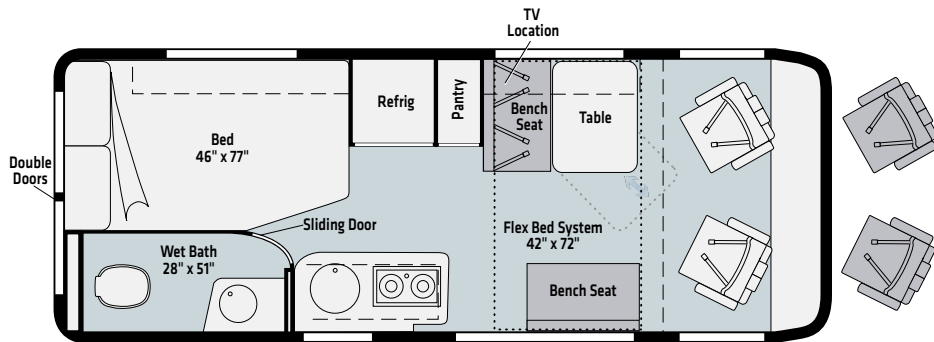 TV
Location
Refrig
Pantry
Bench
Seat
Table
Bed
46" x 77"
Double
Doors
Sliding Door
Wet Bath
28" x 51"
Flex Bed System
42" x 72"
Bench Seat